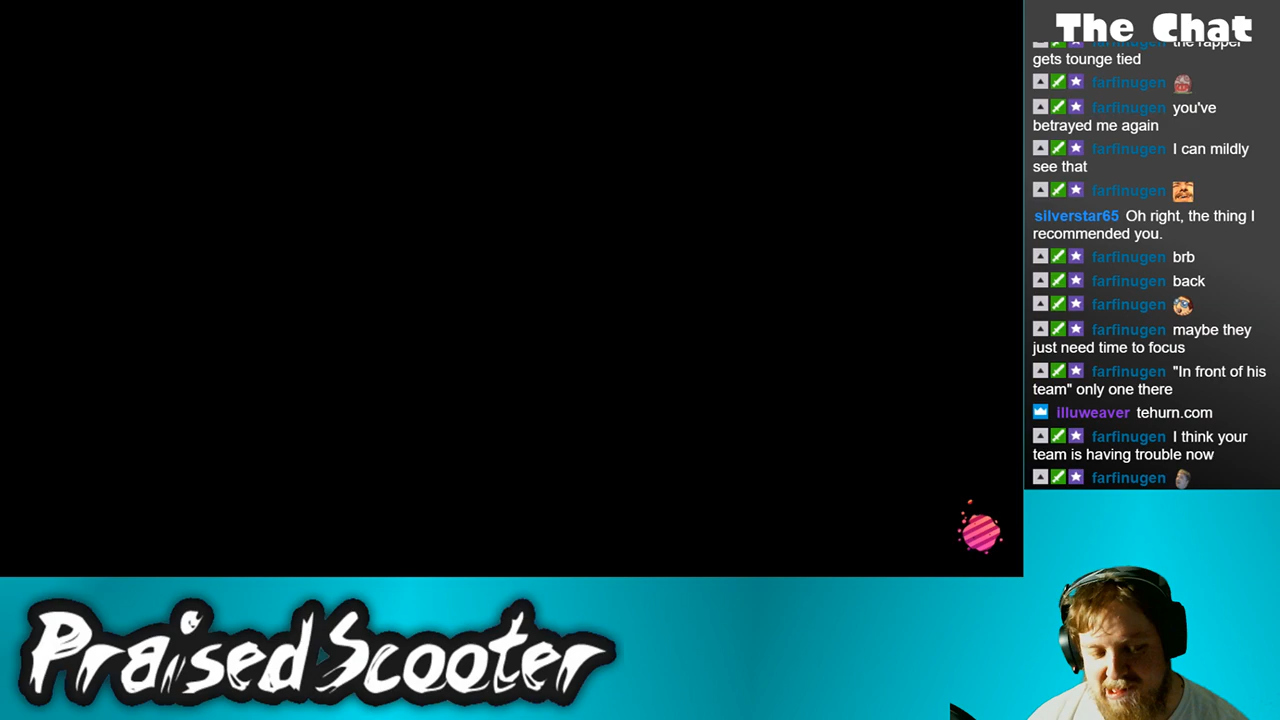 The Chat
farfinugen the rapper
gets tounge tied
farfinugen
farfinugen you've
betrayed me again
farfinugen I can mildly
see that
farfinugen
silverstar65 Oh right, the thing I
recommended you.
farfinugen brb
farfinugen back
farfinugen
farfinugen maybe they
just need time to focus
farfinugen "In front of his
team" only one there
illuweaver tehurn.com
farfinugen I think your
team is having trouble now
farfinugen
PraisedScooter